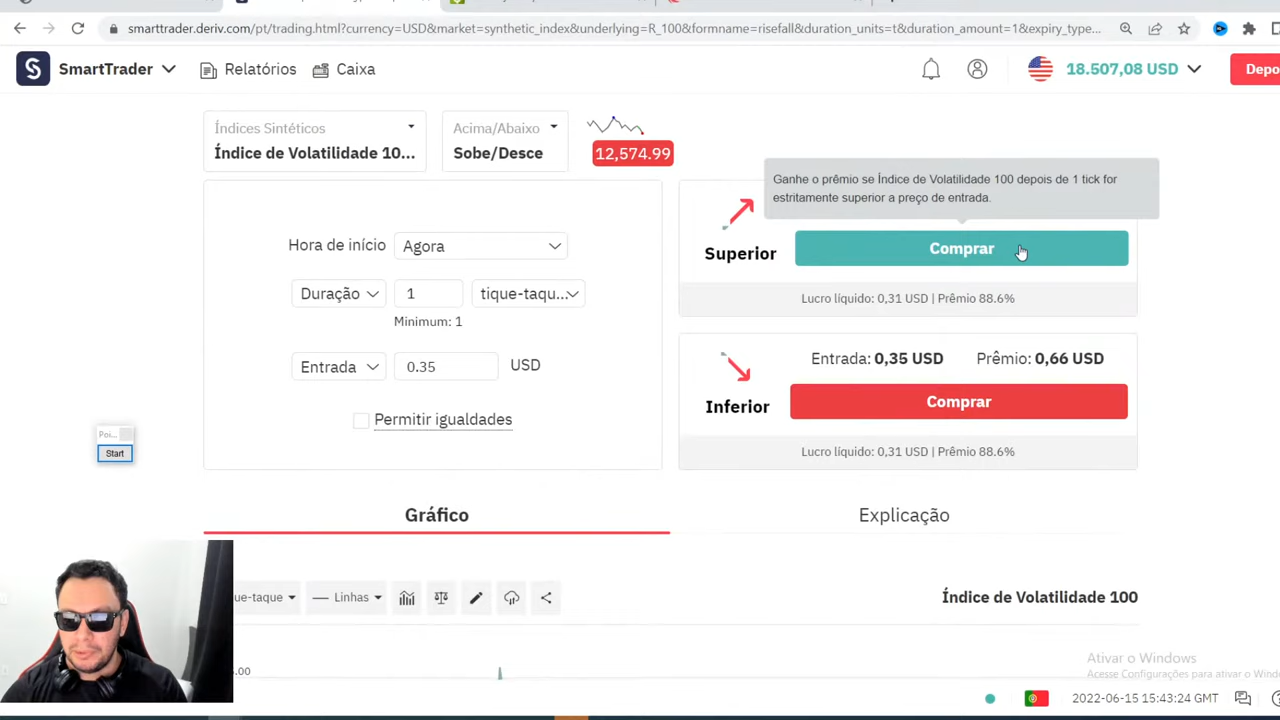 smarttrader.deriv.com/pt/trading.html?currency=USD&market=synthetic_index&underlying=R_100&formname=risefall&duration_units=t&duration_amount=1&expiry_type...
S
SmartTrader
Relatórios
Caixa
18.507,08 USD
Depo
Índices Sintéticos
Índice de Volatilidade 10...
Acima/Abaixo
Sobe/Desce
12,574.99
Ganhe o prêmio se Índice de Volatilidade 100 depois de 1 tick for
estritamente superior a preço de entrada.
Hora de início
Agora
Superior
Comprar
Duração
1
tique-taqu...
Minimum: 1
Lucro líquido: 0,31 USD | Prêmio 88.6%
Entrada
0.35
USD
Entrada: 0,35 USD
Prêmio: 0,66 USD
Inferior
Comprar
Permitir igualdades
Lucro líquido: 0,31 USD | Prêmio 88.6%
Poi...
Start
Gráfico
Explicação
ue-taque
Linhas
Índice de Volatilidade 100
.00
Ativar o Windows
Acesse Configurações para ativar o Wind
2022-06-15 15:43:24 GMT